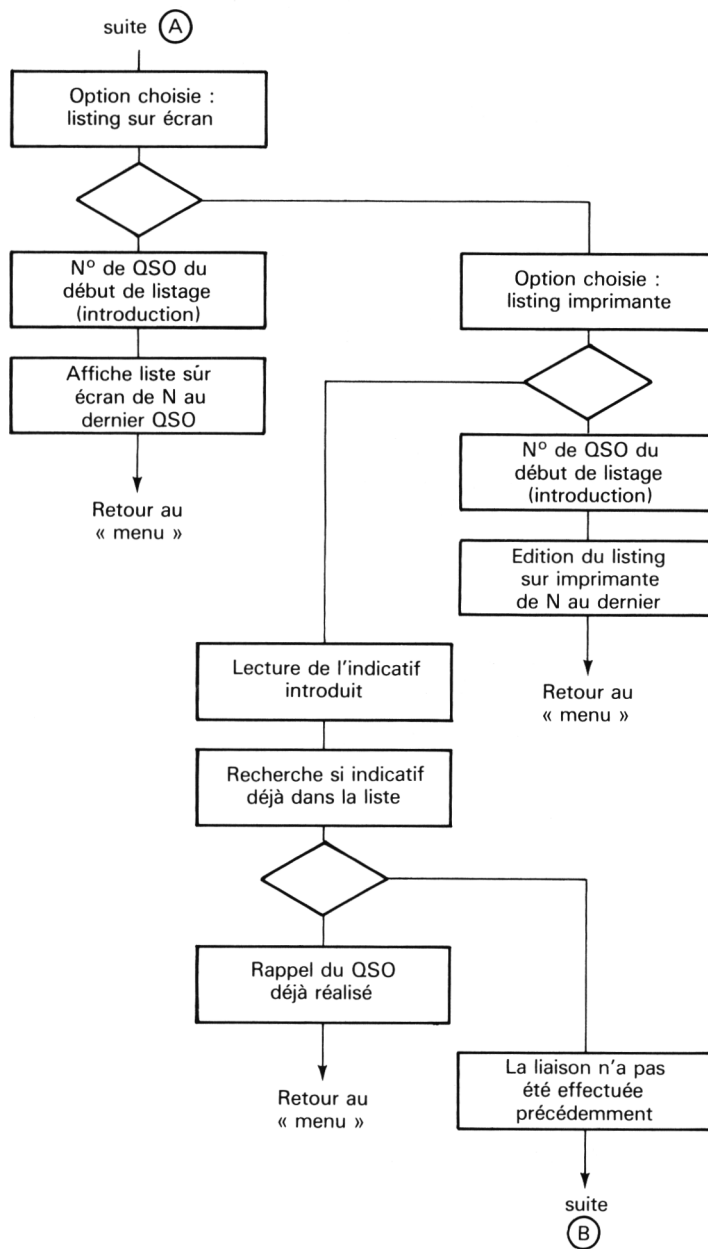 suite A
Option choisie :
listing sur écran
N° de QSO du
début de listage
(introduction)
Affiche liste sûr
écran de N au
dernier QSO
Retour au
« menu »
Option choisie :
listing imprimante
N° de QSO du
début de listage
(introduction)
Edition du listing
sur imprimante
de N au dernier
Retour au
« menu »
Lecture de l'indicatif
introduit
Recherche si indicatif
déjà dans la liste
Rappel du QSO
déjà réalisé
Retour au
« menu »
La liaison n'a pas
été effectuée
précédemment
suite
B